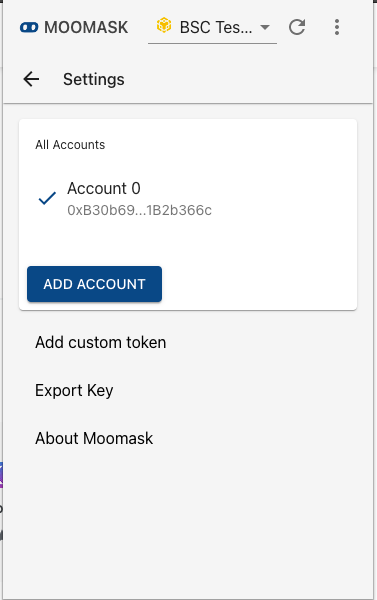 MOOMASK
BSC Tes...
Settings
All Accounts
Account 0
0xB30b69...1B2b366c
ADD ACCOUNT
Add custom token
Export Key
About Moomask